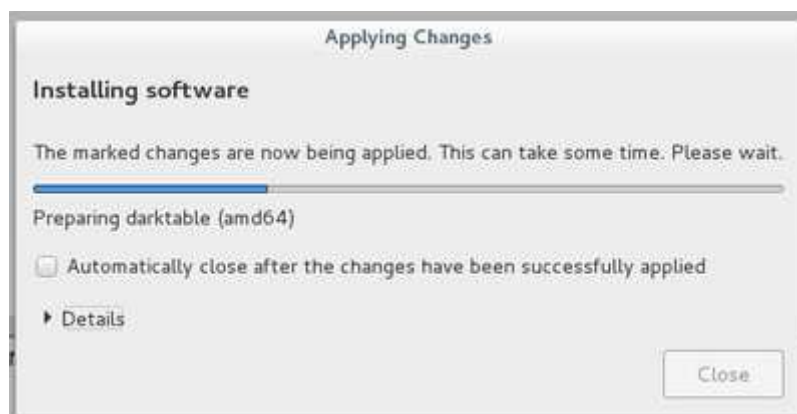 Applying Changes
Installing software
The marked changes are now being applied. This can take some time. Please wait.
Preparing darktable (amd64)
Automatically close after the changes have been successfully applied
Details
Close